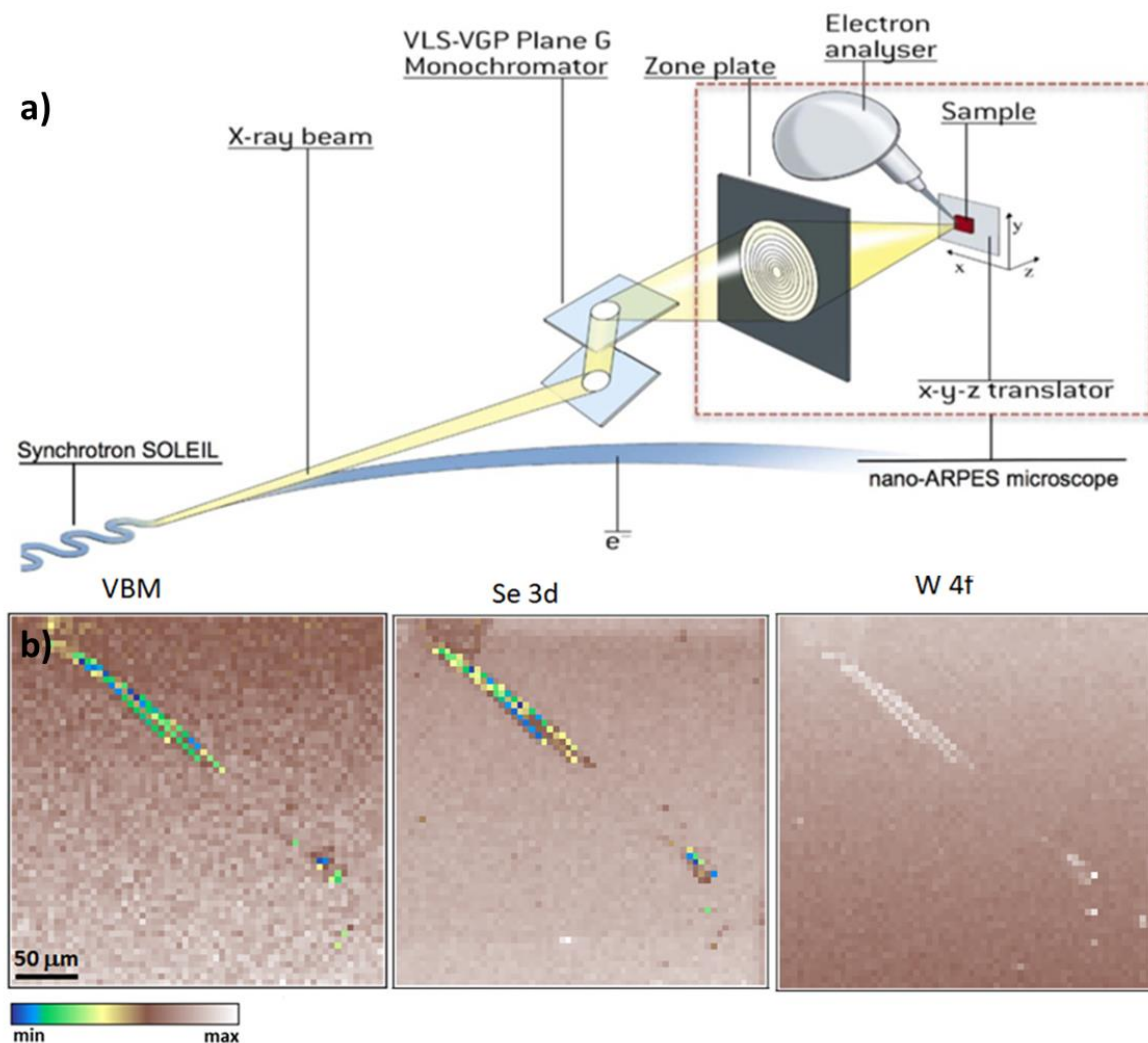 a)
VLS-VGP Plane G
Monochromator
Zone plate
Electron
analyser
Sample
X-ray beam
y
x
z
x-y-z translator
Synchrotron SOLEIL
nano-ARPES microscope
e⁻
VBM
Se 3d
W 4f
b)
50 μm
min
max